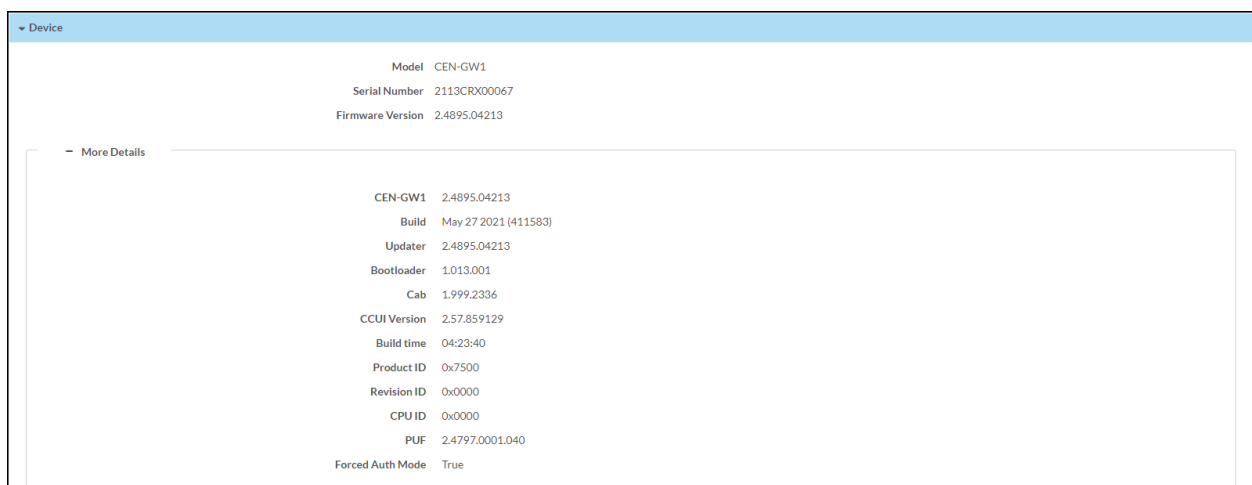 Device
Model CEN-GW1
Serial Number 2113CRX00067
Firmware Version 2.4895.04213
− More Details
CEN-GW1 2.4895.04213
Build May 27 2021 (411583)
Updater 2.4895.04213
Bootloader 1.013.001
Cab 1.999.2336
CCUI Version 2.57.859129
Build time 04:23:40
Product ID 0x7500
Revision ID 0x0000
CPU ID 0x0000
PUF 2.4797.0001.040
Forced Auth Mode True